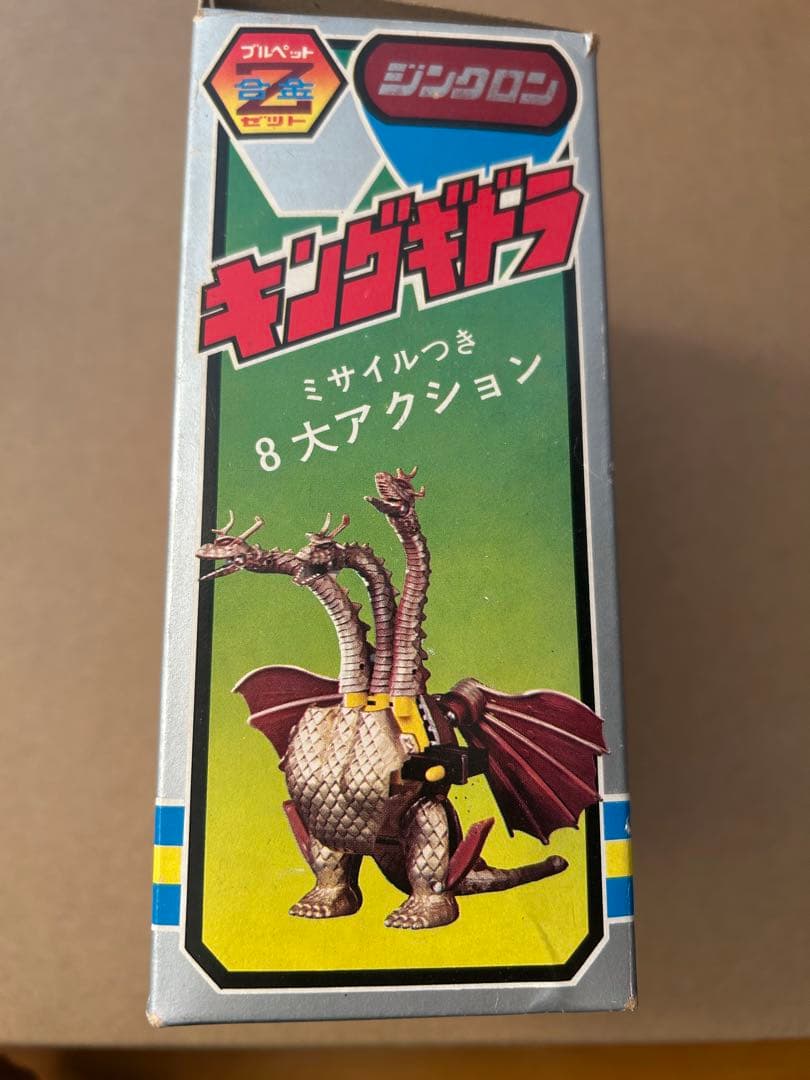 ブルペット
Z合金
ゼット
ジンクロン
キングギドラ
ミサイルつき
8大アクション